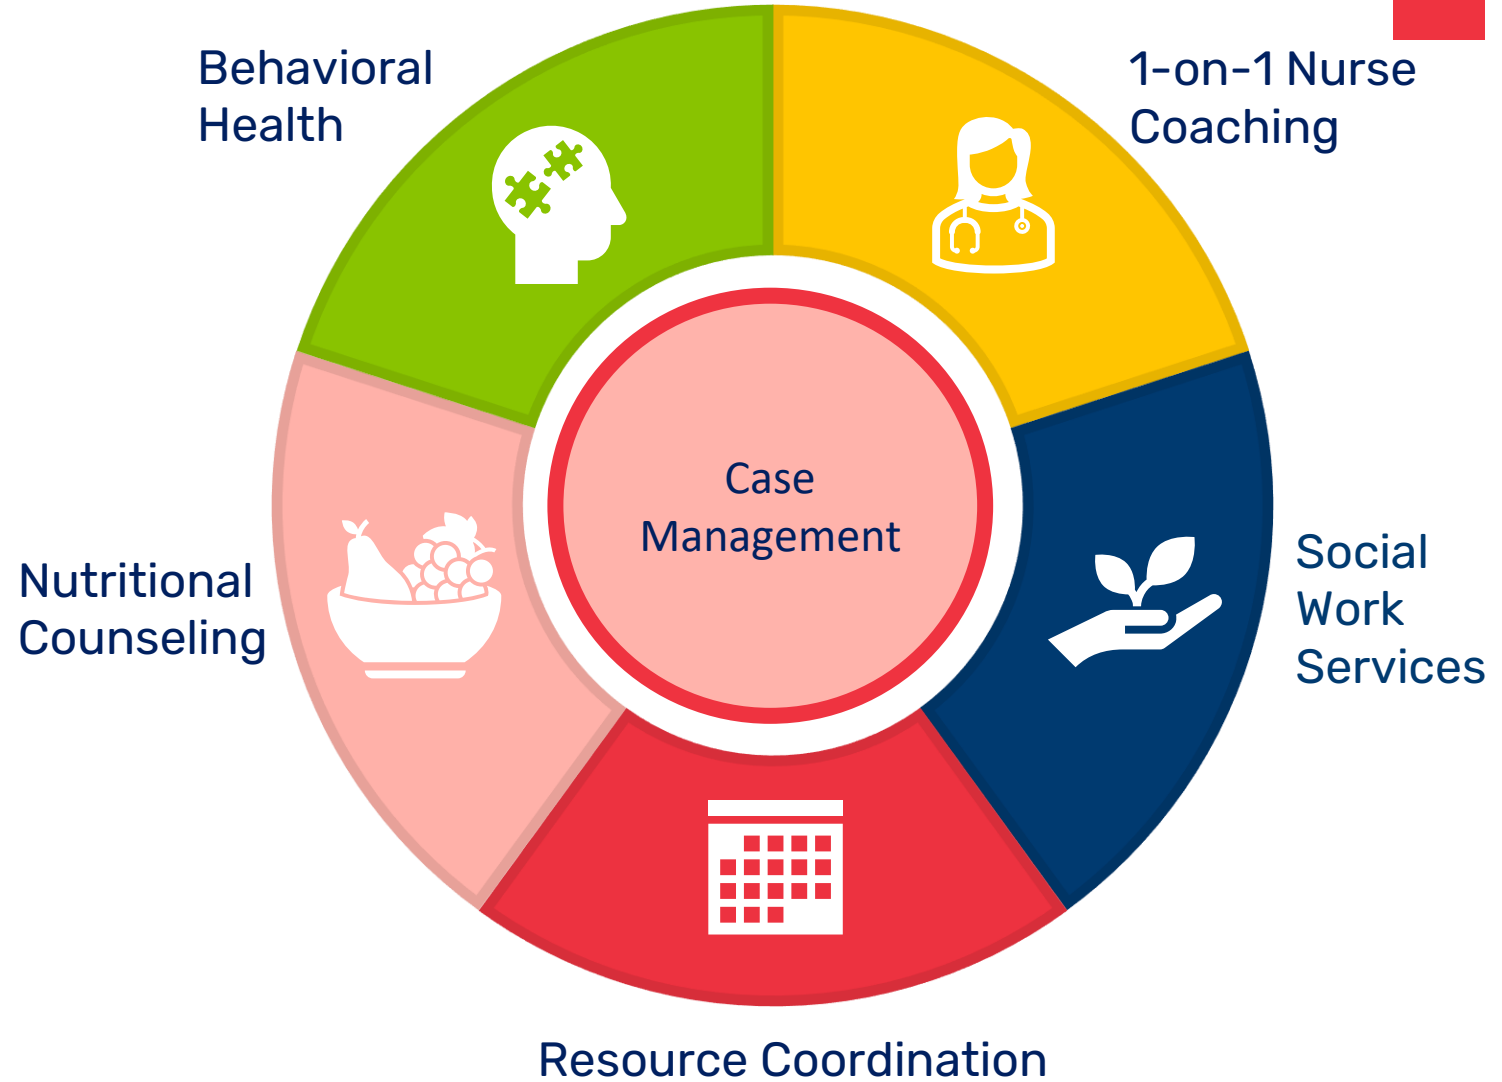 Behavioral
Health
1-on-1 Nurse
Coaching
Case
Management
Social
Work
Services
Nutritional
Counseling
Resource Coordination